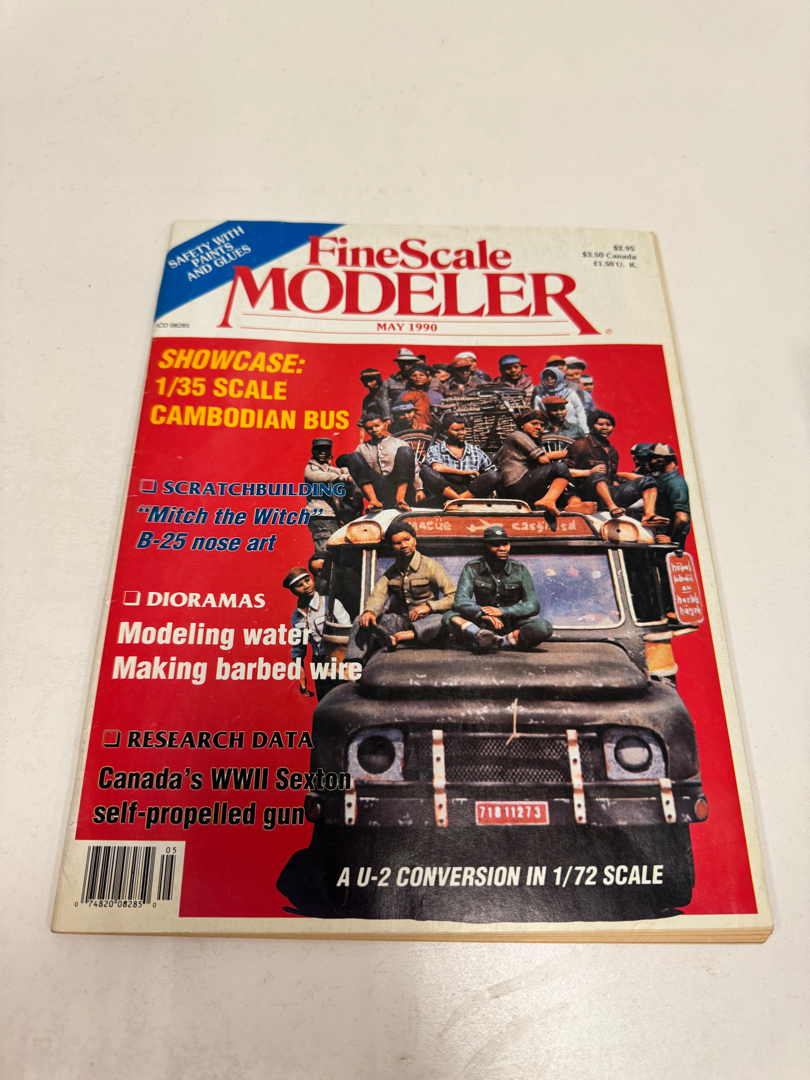 SAFETY WITH
PAINTS
AND GLUES
FineScale
MODELER
MAY 1990
$2.95
$3.50 Canada
£1.50 U. K.
ICD 08285
SHOWCASE:
1/35 SCALE
CAMBODIAN BUS
SCRATCHBUILDING
“Mitch the Witch”
B-25 nose art
DIORAMAS
Modeling water
Making barbed wire
RESEARCH DATA
Canada's WWII Sexton
self-propelled gun
71811273
A U-2 CONVERSION IN 1/72 SCALE
05
0 74820 08285 0